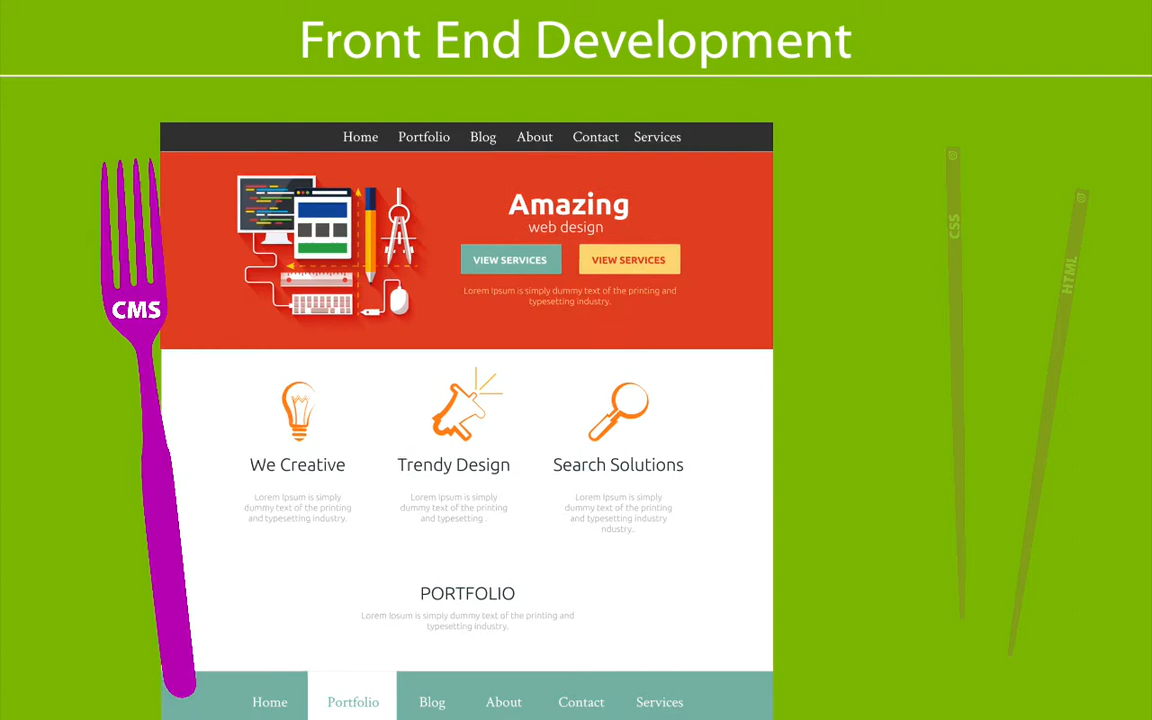 Front End Development
Home Portfolio Blog About Contact Services
Amazing
web design
VIEW SERVICES VIEW SERVICES
Lorem Ipsum is simply dummy text of the printing and
typesetting industry.
CMS
CSS
HTML
We Creative
Lorem Ipsum is simply
dummy text of the printing
and typesetting industry.
Trendy Design
Lorem Ipsum is simply
dummy text of the printing
and typesetting .
Search Solutions
Lorem Ipsum is simply
dummy text of the printing
and typesetting industry
ndustry.
PORTFOLIO
Lorem Ipsum is simply dummy text of the printing and
typesetting industry.
Home Portfolio Blog About Contact Services